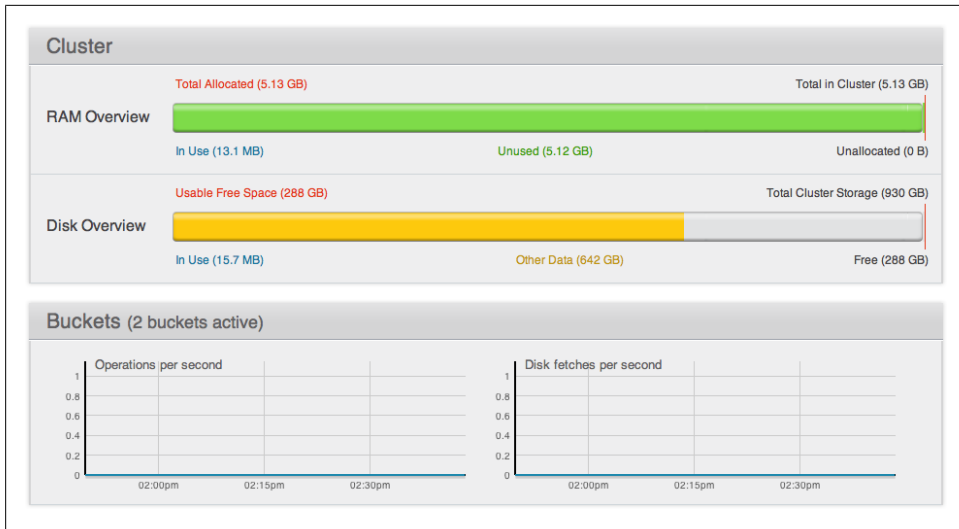 Cluster
Total Allocated (5.13 GB) Total in Cluster (5.13 GB)
RAM Overview
In Use (13.1 MB) Unused (5.12 GB) Unallocated (0 B)
Usable Free Space (288 GB) Total Cluster Storage (930 GB)
Disk Overview
In Use (15.7 MB) Other Data (642 GB) Free (288 GB)
Buckets (2 buckets active)
Operations per second
1
0.8
0.6
0.4
0.2
0
02:00pm 02:15pm 02:30pm
Disk fetches per second
1
0.8
0.6
0.4
0.2
0
02:00pm 02:15pm 02:30pm